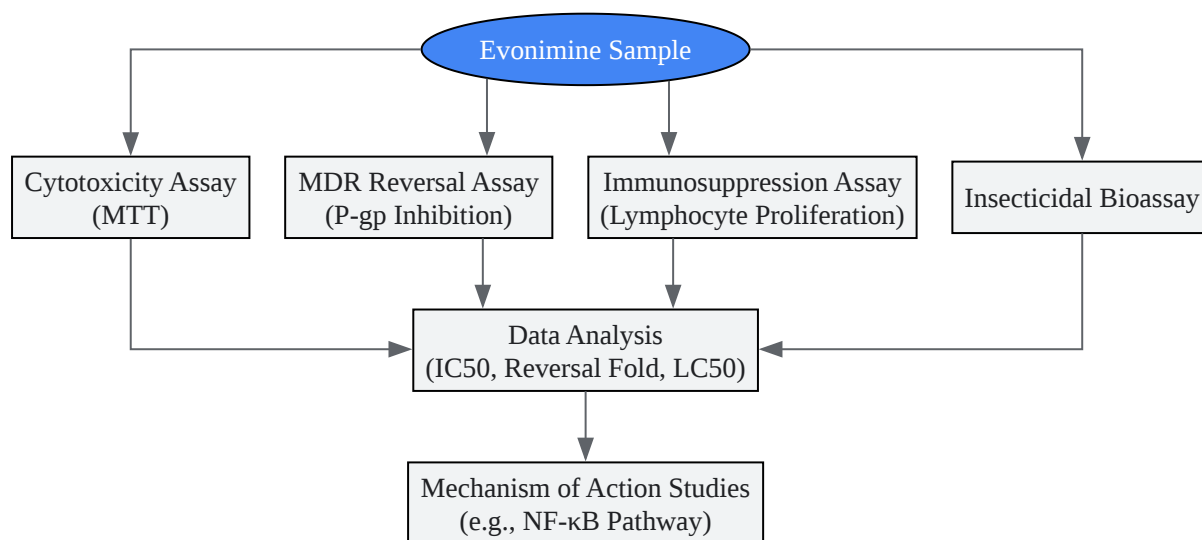 Evonimine Sample
Cytotoxicity Assay
(MTT)
MDR Reversal Assay
(P-gp Inhibition)
Immunosuppression Assay
(Lymphocyte Proliferation)
Insecticidal Bioassay
Data Analysis
(IC50, Reversal Fold, LC50)
Mechanism of Action Studies
(e.g., NF-κB Pathway)